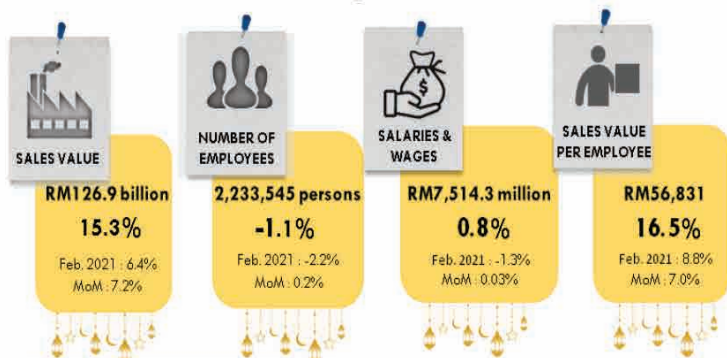 SALES VALUE
RM126.9 billion
15.3%
Feb. 2021 : 6.4%
MoM : 7.2%
NUMBER OF
EMPLOYEES
2,233,545 persons
-1.1%
Feb. 2021 : -2.2%
MoM : 0.2%
$
SALARIES &
WAGES
RM7,514.3 million
0.8%
Feb. 2021 : -1.3%
MoM : 0.03%
SALES VALUE
PER EMPLOYEE
RM56,831
16.5%
Feb. 2021 : 8.8%
MoM : 7.0%